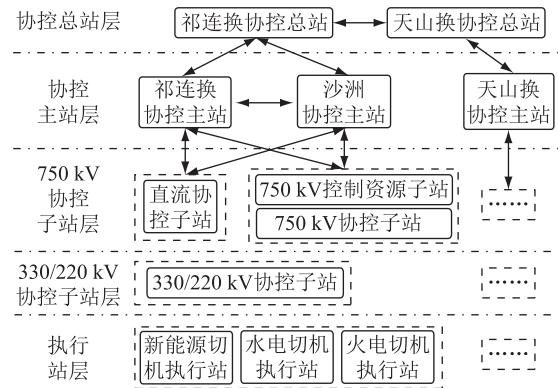 协控总站层
祁连换协控总站
天山换协控总站
协控
主站层
祁连换
协控主站
沙洲
协控主站
天山换
协控主站
750 kV
协控
子站层
直流协
控子站
750 kV控制资源子站
750 kV协控子站
……
330/220 kV
协控子站层
330/220 kV协控子站
……
执行
站层
新能源切
机执行站
水电切机
执行站
火电切机
执行站
……